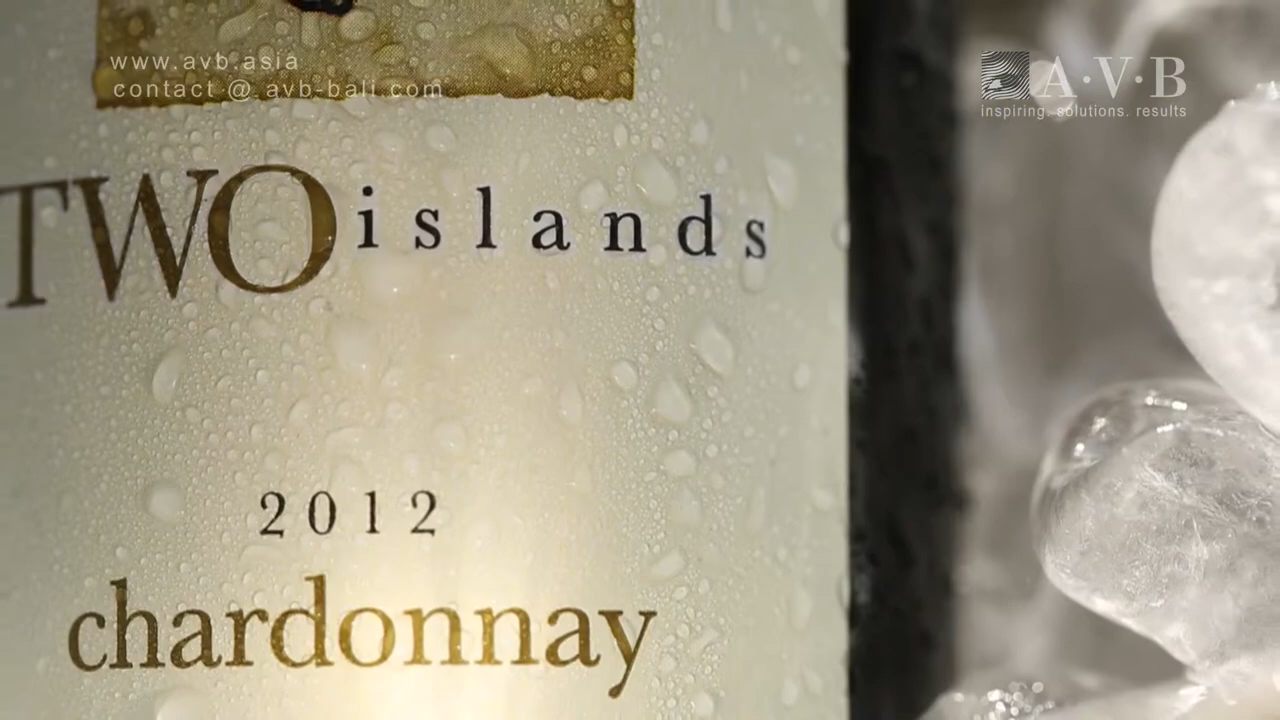 www.avb.asia
contact @ avb-bali.com
A·V·B
inspiring. solutions. results
TWO islands
2012
chardonnay